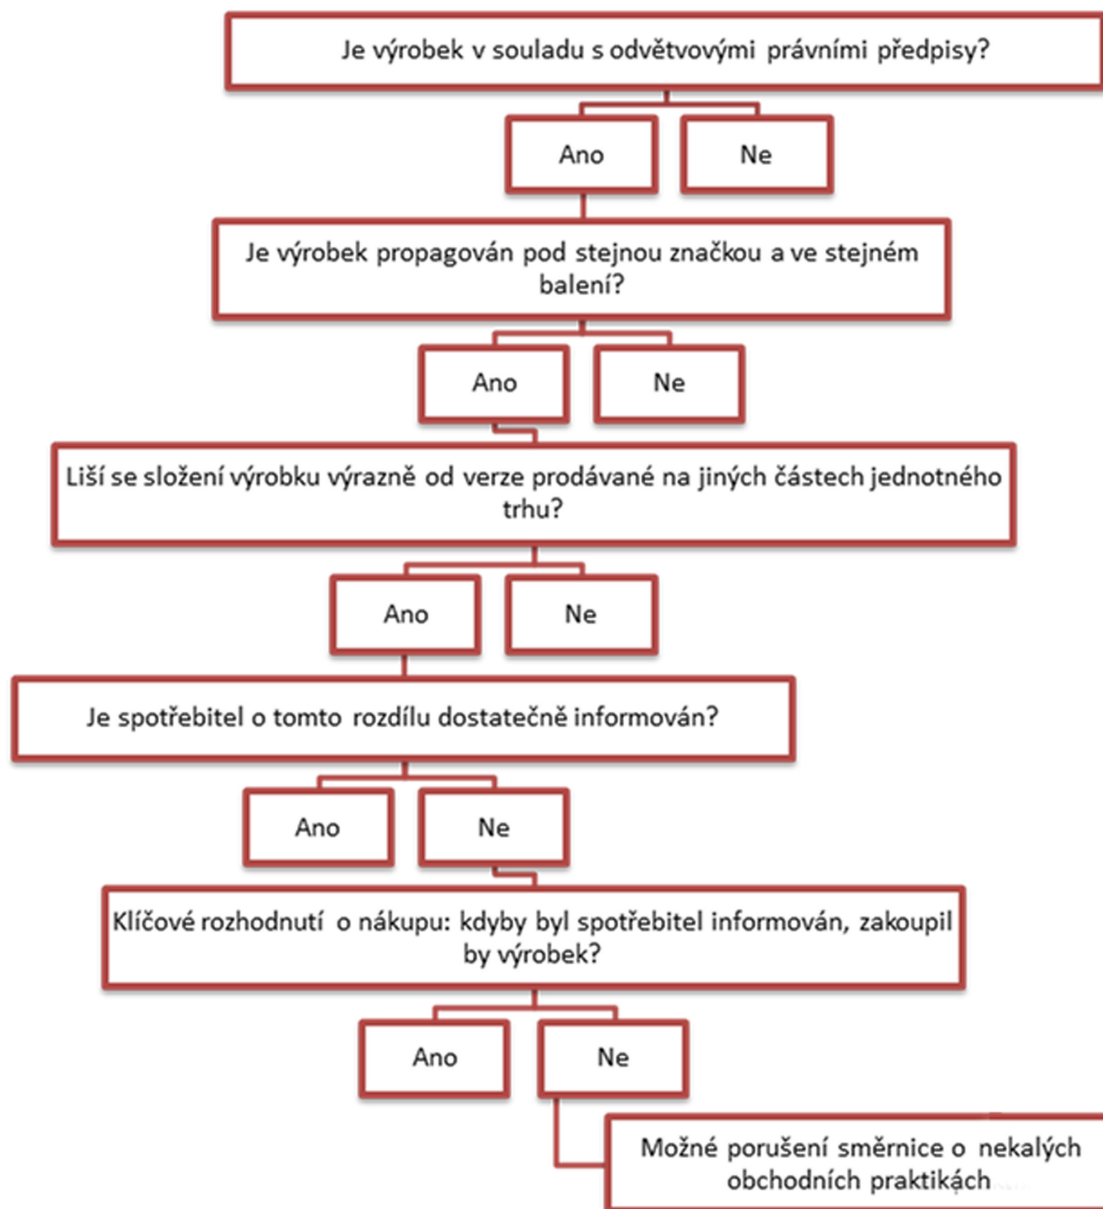 Je výrobek v souladu s odvětvovými právními předpisy?
Ano
Ne
Je výrobek propagován pod stejnou značkou a ve stejném
balení?
Ano
Ne
Liší se složení výrobku výrazně od verze prodávané na jiných částech jednotného
trhu?
Ano
Ne
Je spotřebitel o tomto rozdílu dostatečně informován?
Ano
Ne
Klíčové rozhodnutí o nákupu: kdyby byl spotřebitel informován, zakoupil
by výrobek?
Ano
Ne
Možné porušení směrnice o nekalých
obchodních praktikách